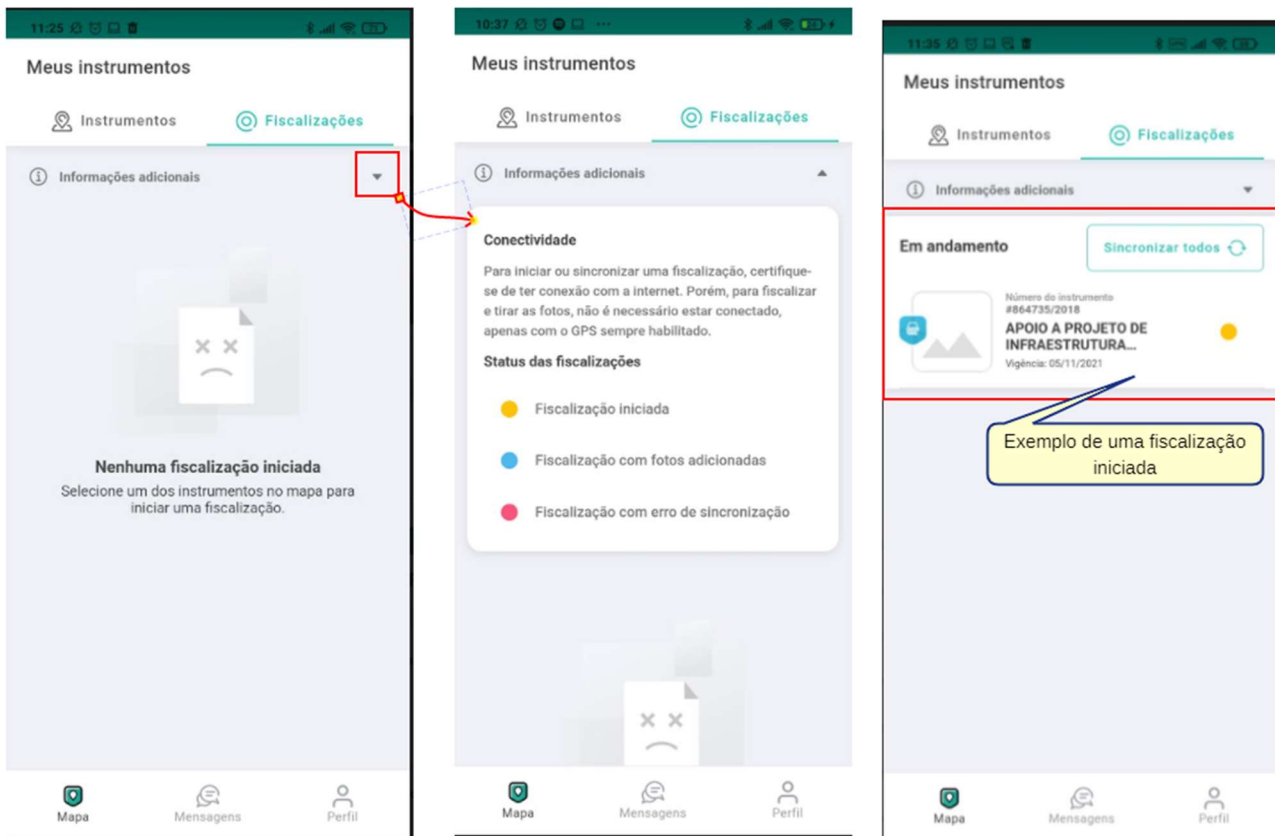 11:25
Meus instrumentos
Instrumentos
Fiscalizações
Informações adicionais
Nenhuma fiscalização iniciada
Selecione um dos instrumentos no mapa para
iniciar uma fiscalização.
Mapa
Mensagens
Perfil
10:37
Meus instrumentos
Instrumentos
Fiscalizações
Informações adicionais
Conectividade
Para iniciar ou sincronizar uma fiscalização, certifique-
se de ter conexão com a internet. Porém, para fiscalizar
e tirar as fotos, não é necessário estar conectado,
apenas com o GPS sempre habilitado.
Status das fiscalizações
Fiscalização iniciada
Fiscalização com fotos adicionadas
Fiscalização com erro de sincronização
Mapa
Mensagens
Perfil
11:35
Meus instrumentos
Instrumentos
Fiscalizações
Informações adicionais
Em andamento
Sincronizar todos
Número do instrumento
#864735/2018
APOIO A PROJETO DE
INFRAESTRUTURA...
Vigência: 05/11/2021
Exemplo de uma fiscalização
iniciada
Mapa
Mensagens
Perfil